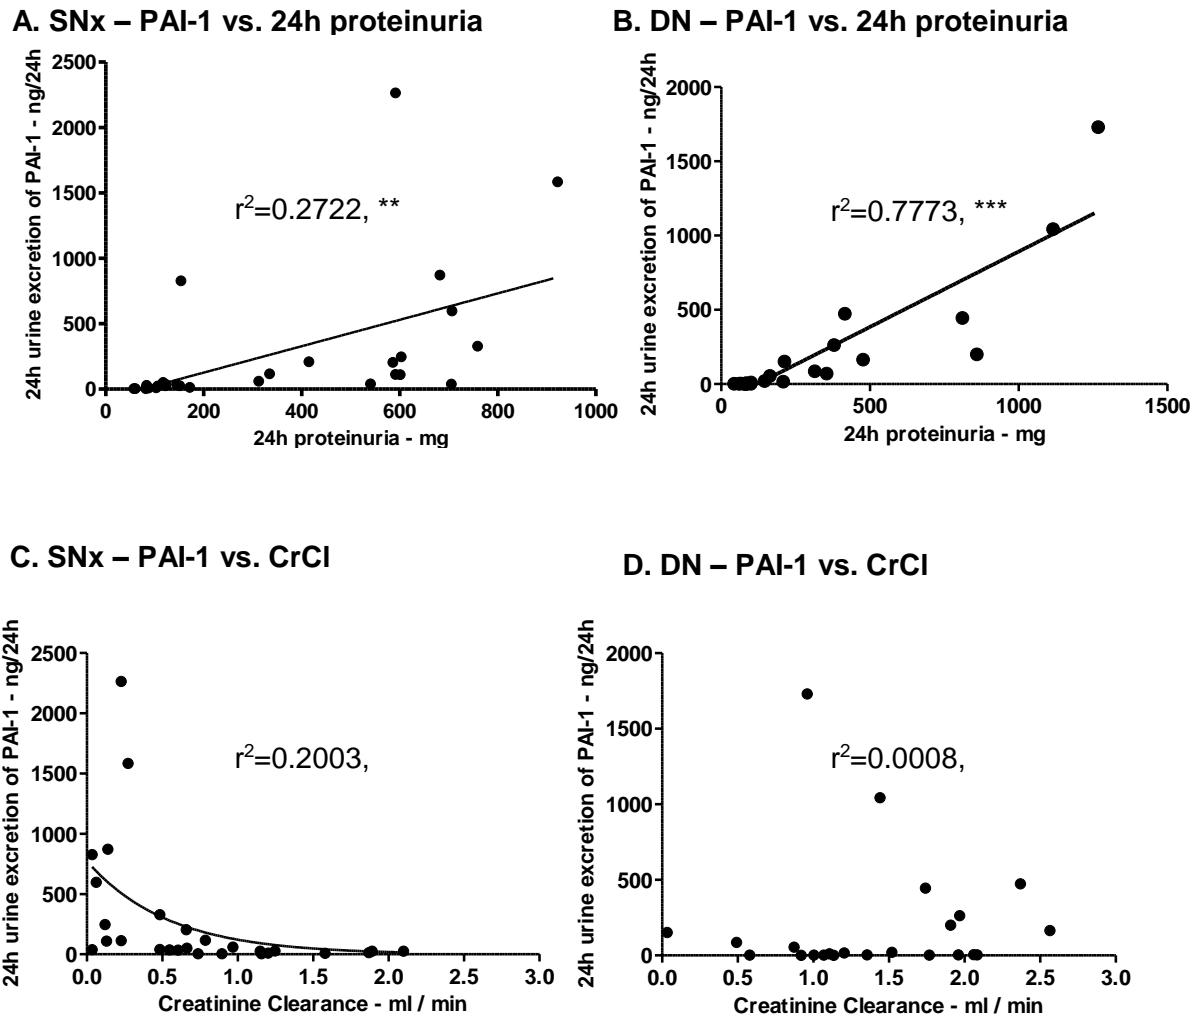 A. SNx – PAI-1 vs. 24h proteinuria
24h urine excretion of PAI-1 - ng/24h
2500
2000
1500
1000
500
0
r²=0.2722, **
0 200 400 600 800 1000
24h proteinuria - mg
B. DN – PAI-1 vs. 24h proteinuria
24h urine excretion of PAI-1 - ng/24h
2000
1500
1000
500
0
r²=0.7773, ***
0 500 1000 1500
24h proteinuria - mg
C. SNx – PAI-1 vs. CrCl
24h urine excretion of PAI-1 - ng/24h
2500
2000
1500
1000
500
0
r²=0.2003,
0.0 0.5 1.0 1.5 2.0 2.5 3.0
Creatinine Clearance - ml / min
D. DN – PAI-1 vs. CrCl
24h urine excretion of PAI-1 - ng/24h
2000
1500
1000
500
0
r²=0.0008,
0.0 0.5 1.0 1.5 2.0 2.5 3.0
Creatinine Clearance - ml / min